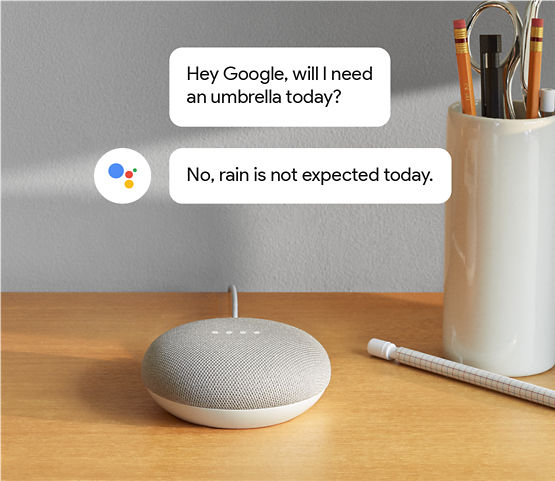 Hey Google, will I need
an umbrella today?
No, rain is not expected today.